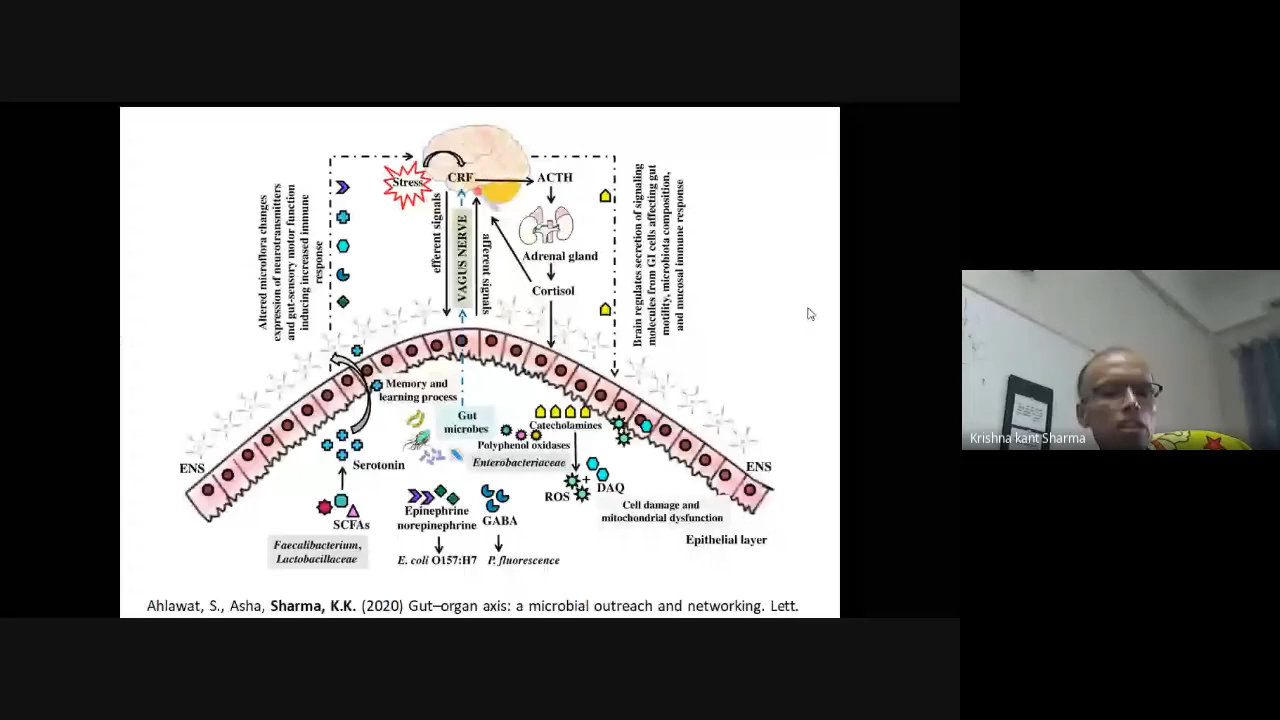 Altered microflora changes
expression of neurotransmitters
and gut-sensory motor function
inducing increased immune
response
Stress
CRF
ACTH
efferent signals
VAGUS NERVE
afferent signals
Adrenal gland
Cortisol
Brain regulates secretion of signaling
molecules from GI cells affecting gut
motility, microbiota composition,
and mucosal immune response
Memory and
learning process
Gut
microbes
Catecholamines
Polyphenol oxidases
Enterobacteriaceae
ENS
ENS
Serotonin
ROS
+
DAQ
Cell damage and
mitochondrial dysfunction
SCFAs
Epinephrine
norepinephrine
GABA
Epithelial layer
Faecalibacterium,
Lactobacillaceae
E. coli O157:H7
P. fluorescence
Ahlawat, S., Asha, Sharma, K.K. (2020) Gut–organ axis: a microbial outreach and networking. Lett.
Krishna kant Sharma